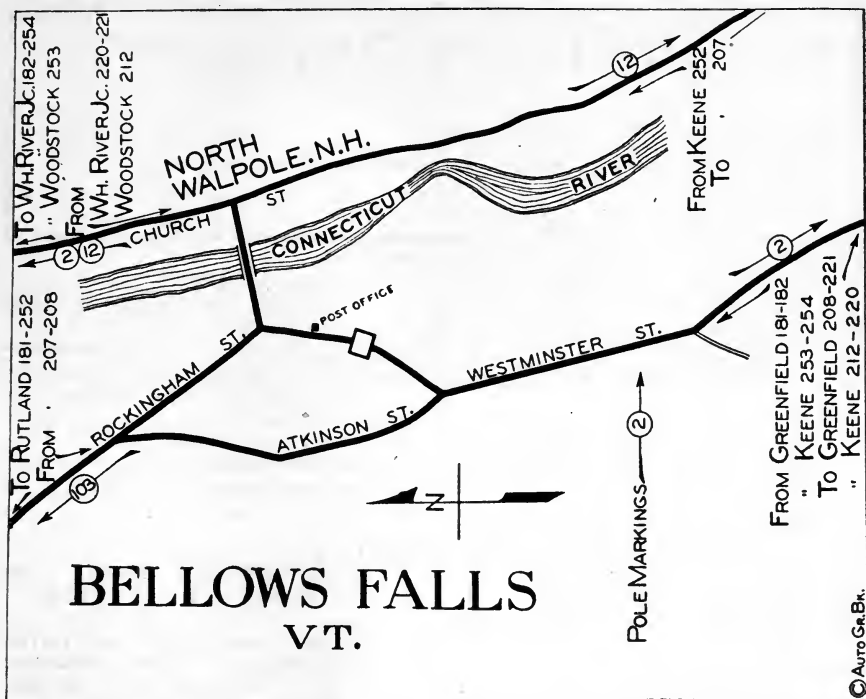 To WH. RIVER JC. 182-254
" WOODSTOCK 253
FROM
WH. RIVER JC. 220-221
WOODSTOCK 212
2
12
CHURCH
ST
NORTH
WALPOLE. N.H.
12
FROM KEENE 252
To 207
CONNECTICUT RIVER
POST OFFICE
To RUTLAND 181-252
FROM " 207-208
ROCKINGHAM ST.
103
ATKINSON ST.
WESTMINSTER ST.
2
FROM GREENFIELD 181-182
" KEENE 253-254
To GREENFIELD 208-221
" KEENE 212-220
N
POLE MARKINGS
2
BELLOWS FALLS
VT.
© AUTO GR. BK.